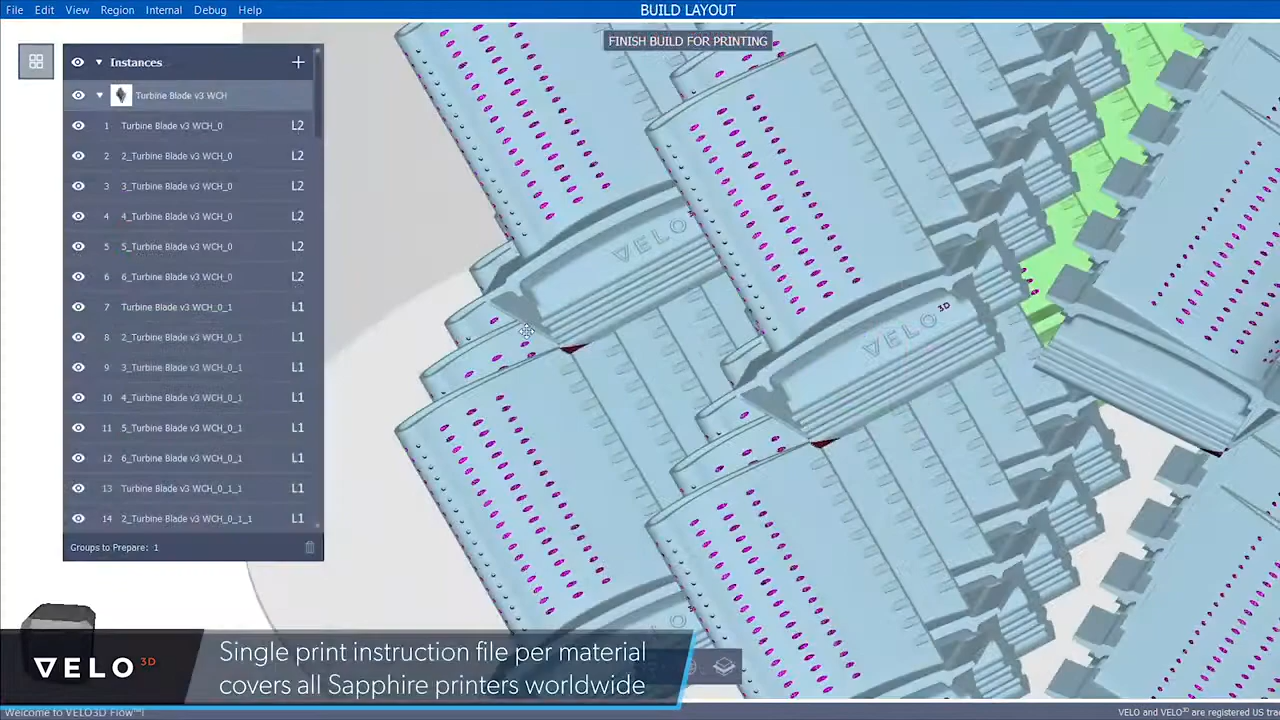 File Edit View Region Internal Debug Help
BUILD LAYOUT
FINISH BUILD FOR PRINTING
Instances
Turbine Blade v3 WCH
1 Turbine Blade v3 WCH_0 L2
2 2_Turbine Blade v3 WCH_0 L2
3 3_Turbine Blade v3 WCH_0 L2
4 4_Turbine Blade v3 WCH_0 L2
5 5_Turbine Blade v3 WCH_0 L2
6 6_Turbine Blade v3 WCH_0 L2
7 Turbine Blade v3 WCH_0_1 L1
8 2_Turbine Blade v3 WCH_0_1 L1
9 3_Turbine Blade v3 WCH_0_1 L1
10 4_Turbine Blade v3 WCH_0_1 L1
11 5_Turbine Blade v3 WCH_0_1 L1
12 6_Turbine Blade v3 WCH_0_1 L1
13 Turbine Blade v3 WCH_0_1_1 L1
14 2_Turbine Blade v3 WCH_0_1_1 L1
Groups to Prepare: 1
VELO
VELO 3D
VELO 3D
Single print instruction file per material
covers all Sapphire printers worldwide
Welcome to VELO3D Flow™!
VELO and VELO3D are registered US tra